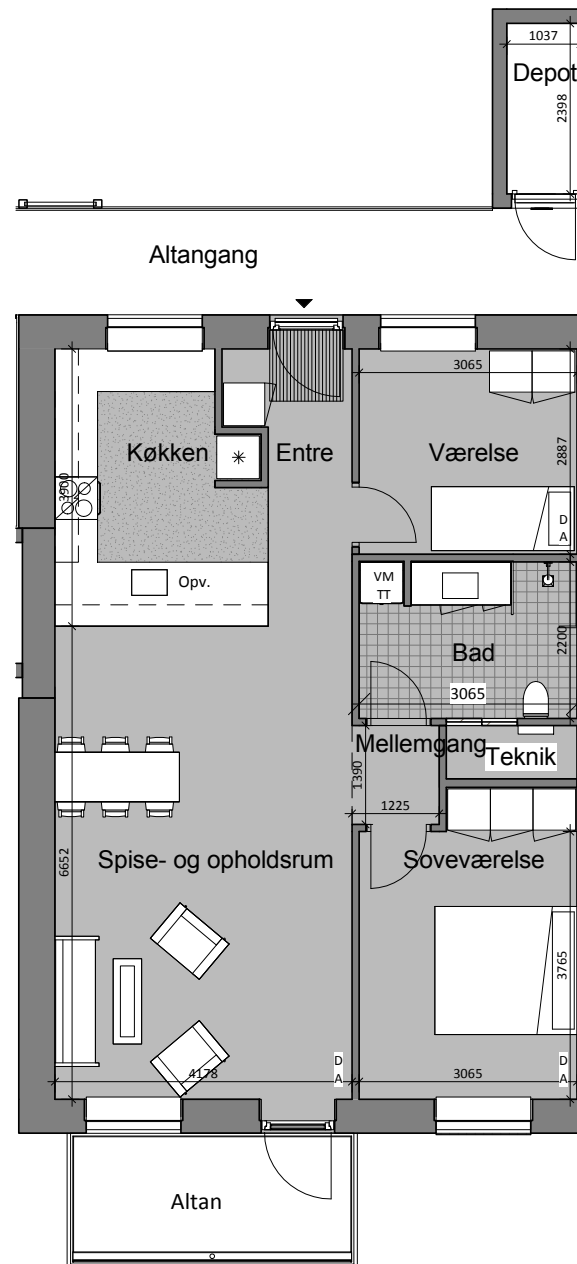 1037
Depot
2398
Altangang
3065
Køkken
Entre
Værelse
2887
3900
D
A
Opv.
VM
TT
Bad
2200
3065
Mellemgang
Teknik
1390
1225
Spise- og opholdsrum
Soveværelse
6652
3765
4178
D
A
3065
D
A
Altan